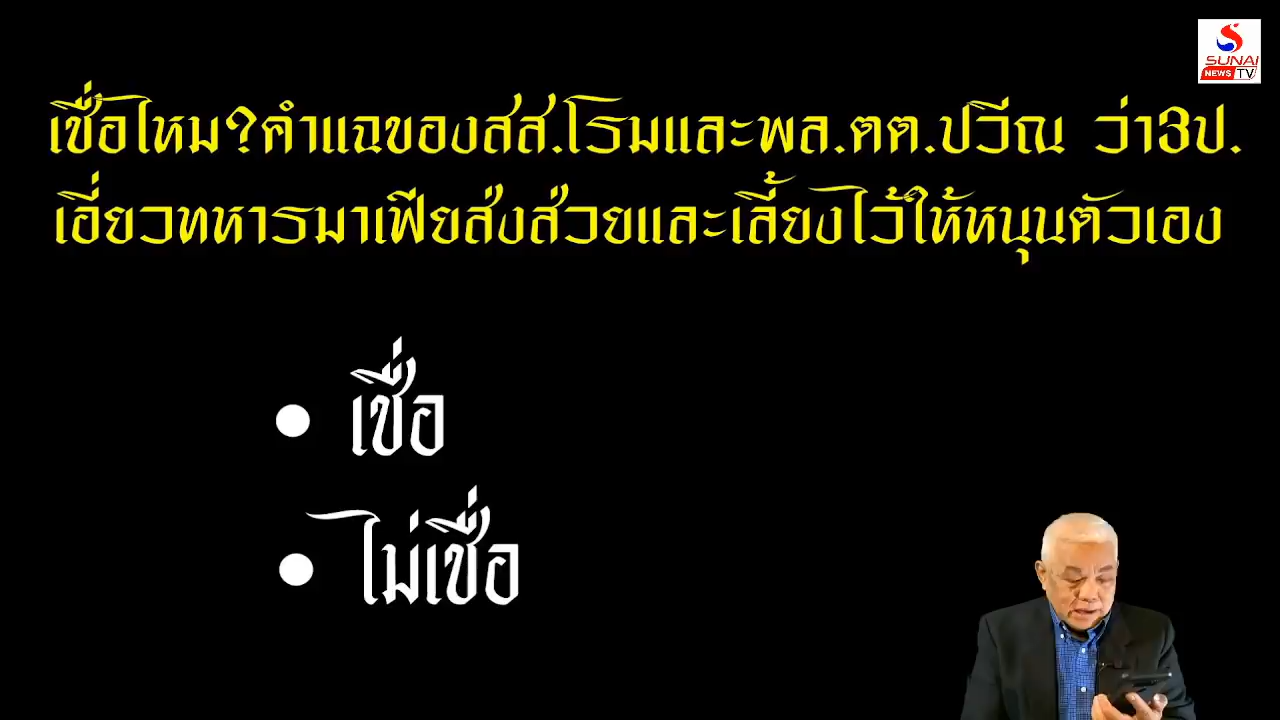 SUNAI
NEWS TV
เชื่อไหม?คำแฉของสส.โรมและพล.ตต.ปวีณ ว่า3ป.
เอี่ยวทหารมาเฟียส่งส่วยและเลี้ยงไว้ให้หนุนตัวเอง
• เชื่อ
• ไม่เชื่อ